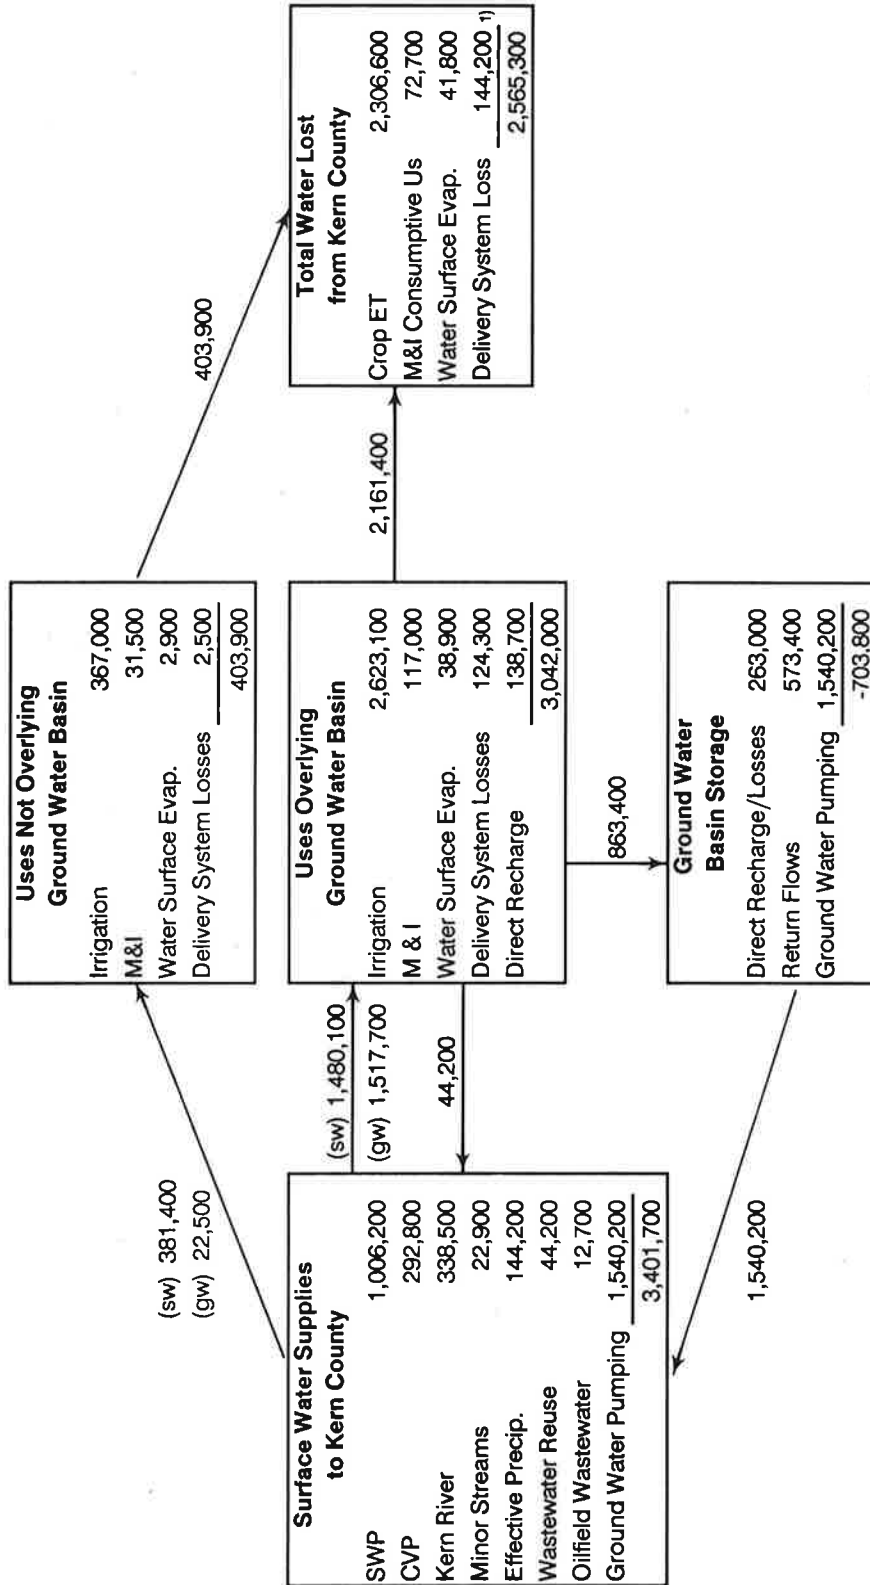 Surface Water Supplies
to Kern County
SWP 1,006,200
CVP 292,800
Kern River 338,500
Minor Streams 22,900
Effective Precip. 144,200
Wastewater Reuse 44,200
Oilfield Wastewater 12,700
Ground Water Pumping 1,540,200
3,401,700
(sw) 381,400
(gw) 22,500
(sw) 1,480,100
(gw) 1,517,700
44,200
1,540,200
Uses Not Overlying
Ground Water Basin
Irrigation 367,000
M&I 31,500
Water Surface Evap. 2,900
Delivery System Losses 2,500
403,900
Uses Overlying
Ground Water Basin
Irrigation 2,623,100
M & I 117,000
Water Surface Evap. 38,900
Delivery System Losses 124,300
Direct Recharge 138,700
3,042,000
863,400
Ground Water
Basin Storage
Direct Recharge/Losses 263,000
Return Flows 573,400
Ground Water Pumping 1,540,200
-703,800
403,900
2,161,400
Total Water Lost
from Kern County
Crop ET 2,306,600
M&I Consumptive Us 72,700
Water Surface Evap. 41,800
Delivery System Loss 144,200 1)
2,565,300